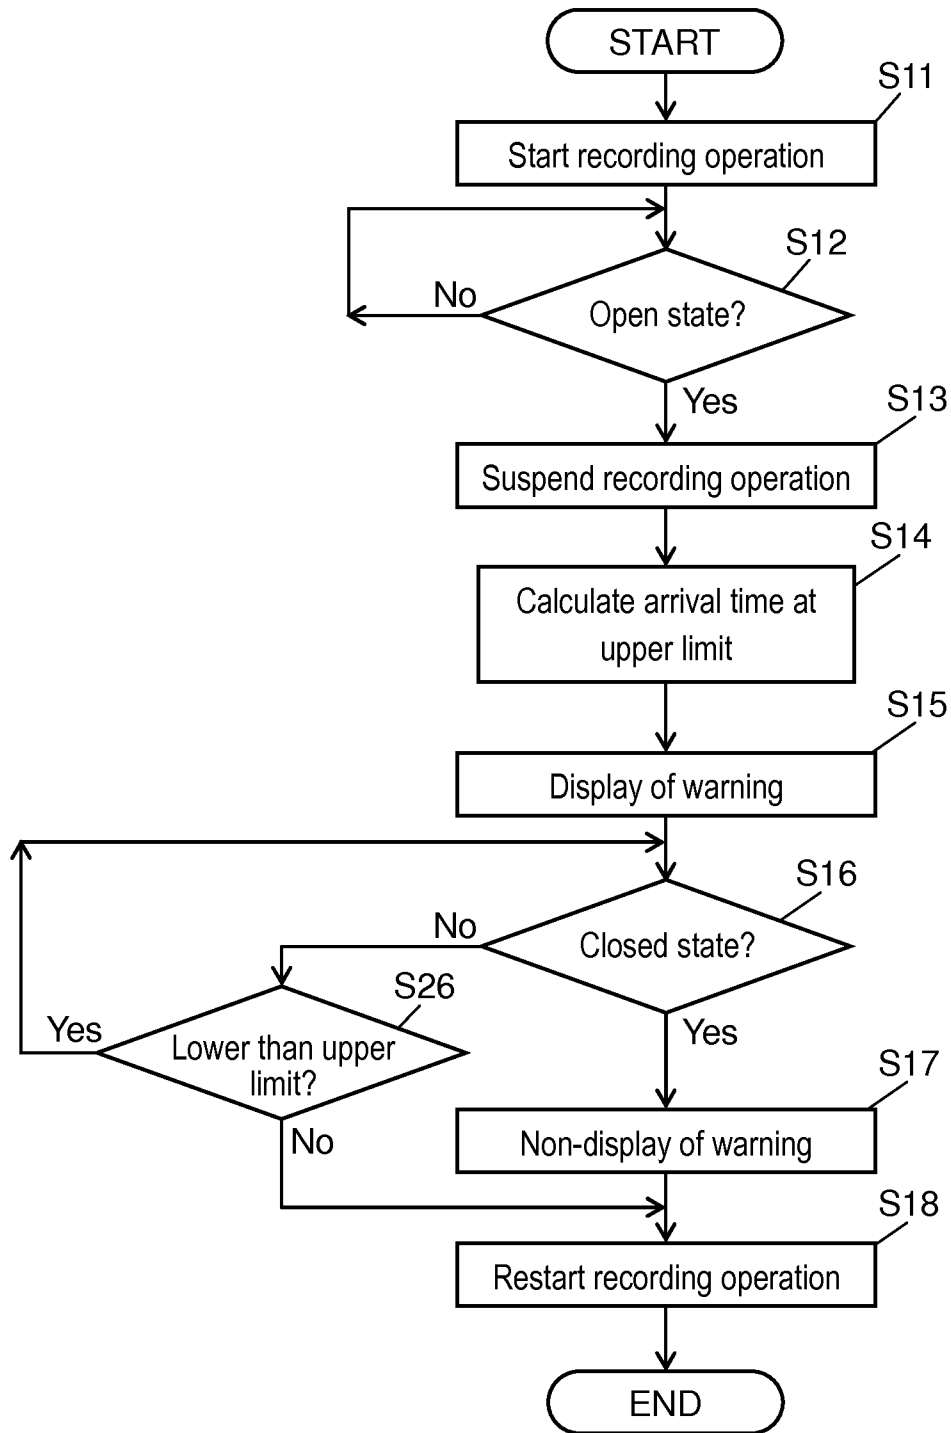 START
S11
Start recording operation
S12
No
Open state?
Yes
S13
Suspend recording operation
S14
Calculate arrival time at
upper limit
S15
Display of warning
S16
No
Closed state?
S26
Yes
Lower than upper
limit?
Yes
S17
No
Non-display of warning
S18
Restart recording operation
END